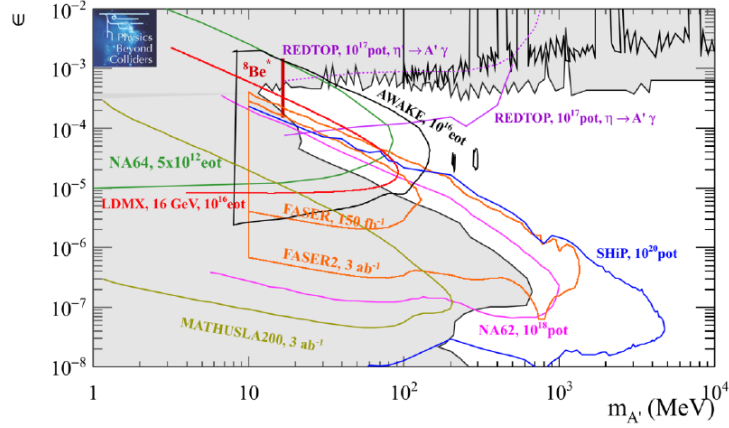 ϵ
10⁻²
10⁻³
10⁻⁴
10⁻⁵
10⁻⁶
10⁻⁷
10⁻⁸
Physics
Beyond
Colliders
REDTOP, 10¹⁷pot, η' → A' γ
⁸Be*
AWAKE, 10¹⁶eot
REDTOP, 10¹⁷pot, η → A' γ
NA64, 5x10¹²eot
LDMX, 16 GeV, 10¹⁶eot
FASER, 150 fb⁻¹
FASER2, 3 ab⁻¹
SHiP, 10²⁰pot
NA62, 10¹⁸pot
MATHUSLA200, 3 ab⁻¹
1
10
10²
10³
10⁴
m_A' (MeV)